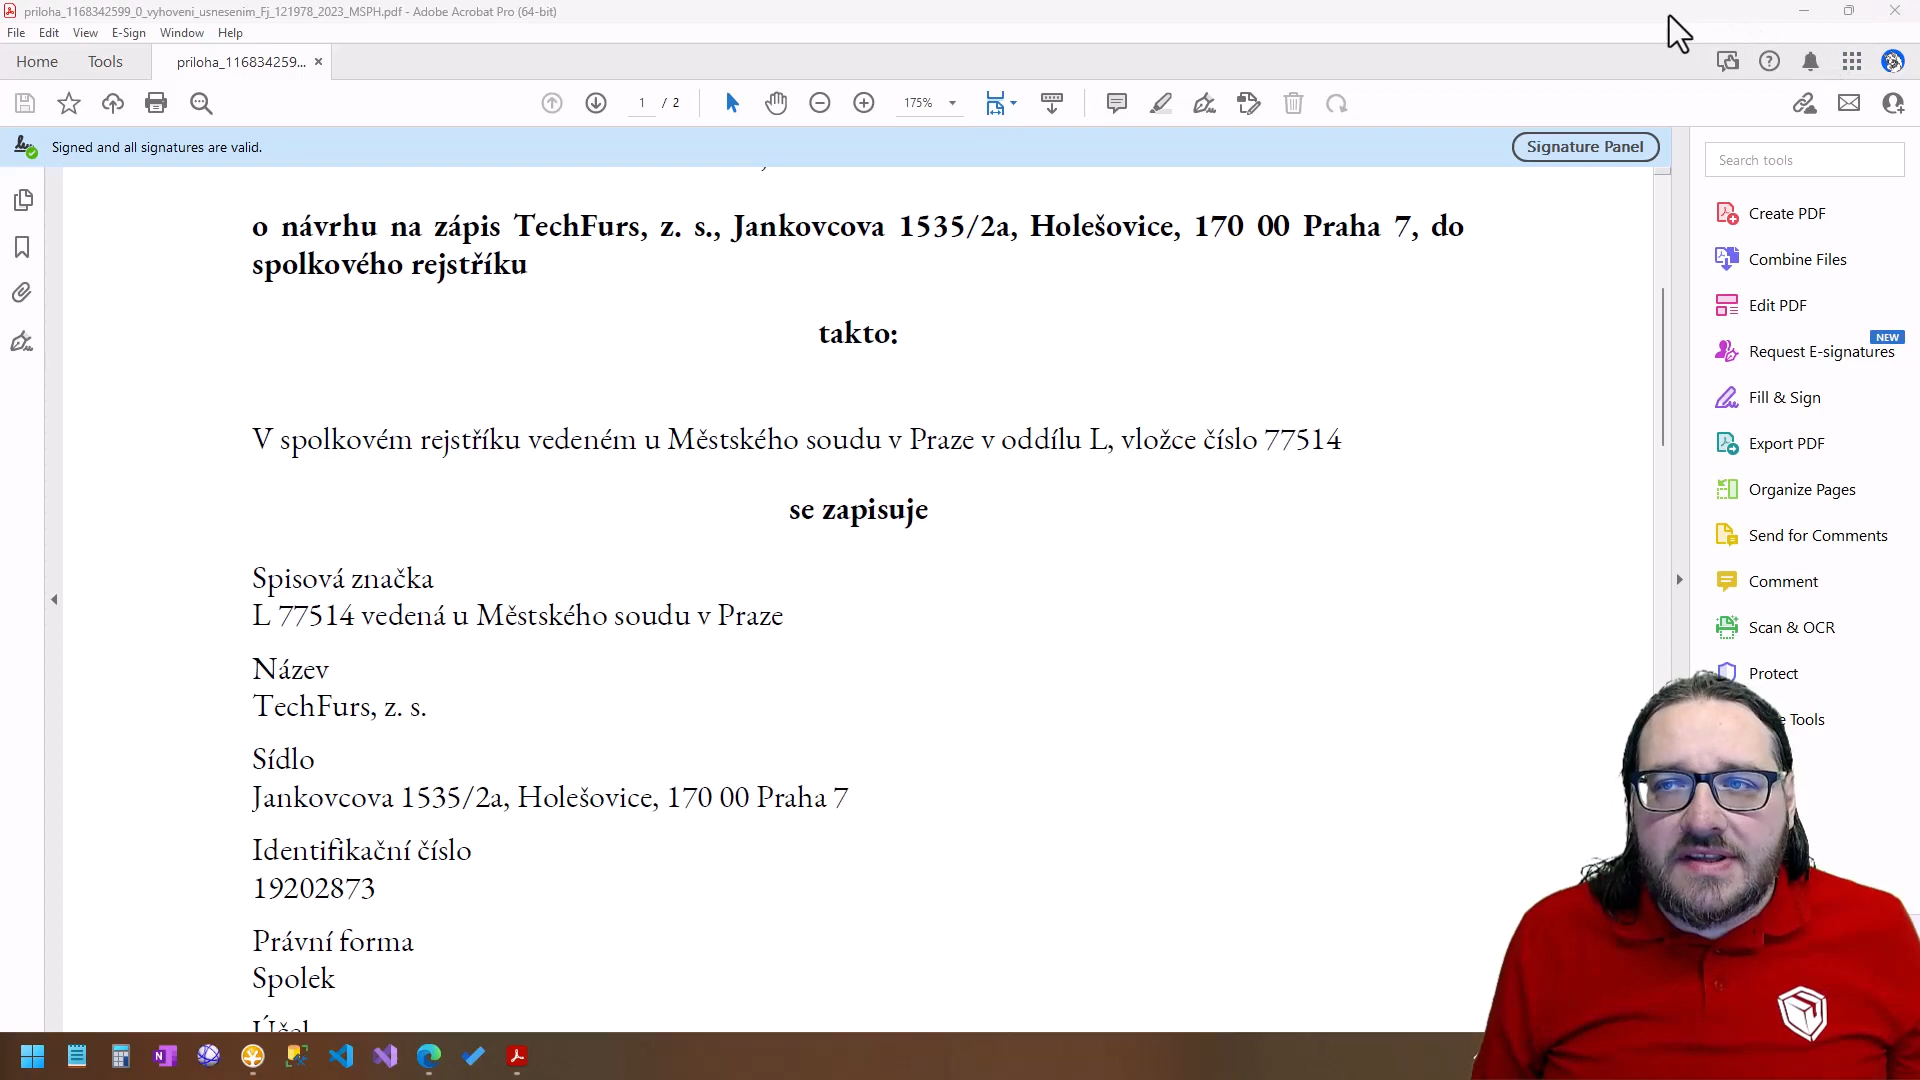 priloha_1168342599_0_vyhoveni_usnesenim_Fj_121978_2023_MSPH.pdf - Adobe Acrobat Pro (64-bit)
File Edit View E-Sign Window Help
Home Tools priloha_116834259... ×
1 / 2 175%
Signed and all signatures are valid.
Signature Panel
o návrhu na zápis TechFurs, z. s., Jankovcova 1535/2a, Holešovice, 170 00 Praha 7, do
spolkového rejstříku
takto:
V spolkovém rejstříku vedeném u Městského soudu v Praze v oddílu L, vložce číslo 77514
se zapisuje
Spisová značka
L 77514 vedená u Městského soudu v Praze
Název
TechFurs, z. s.
Sídlo
Jankovcova 1535/2a, Holešovice, 170 00 Praha 7
Identifikační číslo
19202873
Právní forma
Spolek
Účel
Search tools
Create PDF
Combine Files
Edit PDF
NEW
Request E-signatures
Fill & Sign
Export PDF
Organize Pages
Send for Comments
Comment
Scan & OCR
Protect
Tools